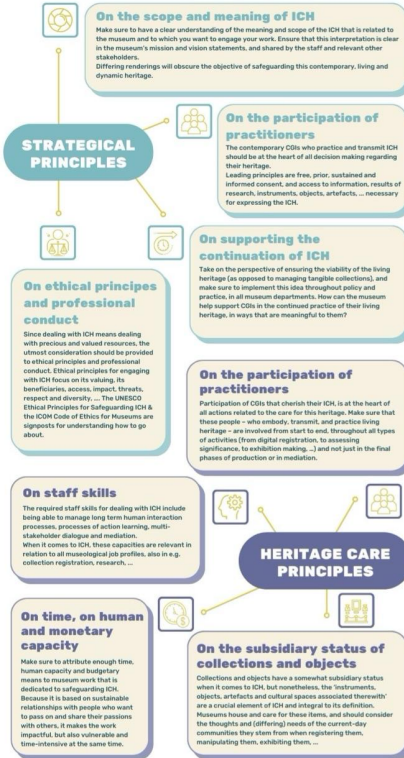 On the scope and meaning of ICH
Make sure to have a clear understanding of the meaning and scope of the ICH that is related to
the museum and to which you want to engage your work. Ensure that this interpretation is clear
in the museum's mission and vision statements, and shared by the staff and relevant other
stakeholders.
Differing renderings will obscure the objective of safeguarding this contemporary, living and
dynamic heritage.
STRATEGICAL
PRINCIPLES
On the participation of
practitioners
The contemporary CGIs who practice and transmit ICH
should be at the heart of all decision making regarding
their heritage.
Leading principles are free, prior, sustained and
informed consent, and access to information, results of
research, instruments, objects, artefacts, ... necessary
for expressing the ICH.
On supporting the
continuation of ICH
Take on the perspective of ensuring the viability of the living
heritage (as opposed to managing tangible collections), and
make sure to implement this idea throughout policy and
practice, in all museum departments. How can the museum
help support CGIs in the continued practice of their living
heritage, in ways that are meaningful to them?
On ethical principes
and professional
conduct
Since dealing with ICH means dealing
with precious and valued resources, the
utmost consideration should be provided
to ethical principles and professional
conduct. Ethical principles for engaging
with ICH focus on its valuing, its
beneficiaries, access, impact, threats,
respect and diversity, .... The UNESCO
Ethical Principles for Safeguarding ICH &
the ICOM Code of Ethics for Museums are
signposts for understanding how to go
about.
On the participation of
practitioners
Participation of CGIs that cherish their ICH, is at the heart of
all actions related to the care for this heritage. Make sure that
these people - who embody, transmit, and practice living
heritage - are involved from start to end, throughout all types
of activities (from digital registration, to assessing
significance, to exhibition making, ...) and not just in the final
phases of production or in mediation.
On staff skills
The required staff skills for dealing with ICH include
being able to manage long term human interaction
processes, processes of action learning, multi-
stakeholder dialogue and mediation.
When it comes to ICH, these capacities are relevant in
relation to all museological job profiles, also in e.g.
collection registration, research, ...
HERITAGE CARE
PRINCIPLES
On time, on human
and monetary
capacity
Make sure to attribute enough time,
human capacity and budgetary
means to museum work that is
dedicated to safeguarding ICH.
Because it is based on sustainable
relationships with people who want
to pass on and share their passions
with others, it makes the work
impactful, but also vulnerable and
time-intensive at the same time.
On the subsidiary status of
collections and objects
Collections and objects have a somewhat subsidiary status
when it comes to ICH, but nonetheless, the 'instruments,
objects, artefacts and cultural spaces associated therewith'
are a crucial element of ICH and integral to its definition.
Museums house and care for these items, and should consider
the thoughts and (differing) needs of the current-day
communities they stem from when registering them,
manipulating them, exhibiting them, ...